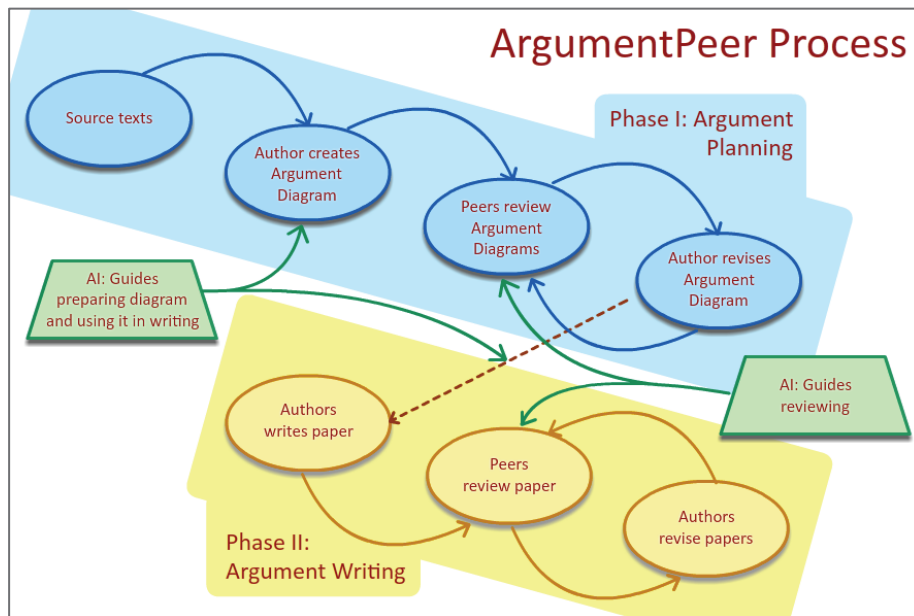 ArgumentPeer Process
Phase I: Argument
Planning
Source texts
Author creates
Argument
Diagram
Peers review
Argument
Diagrams
Author revises
Argument
Diagram
AI: Guides
preparing diagram
and using it in writing
AI: Guides
reviewing
Authors
writes paper
Peers
review paper
Authors
revise papers
Phase II:
Argument Writing